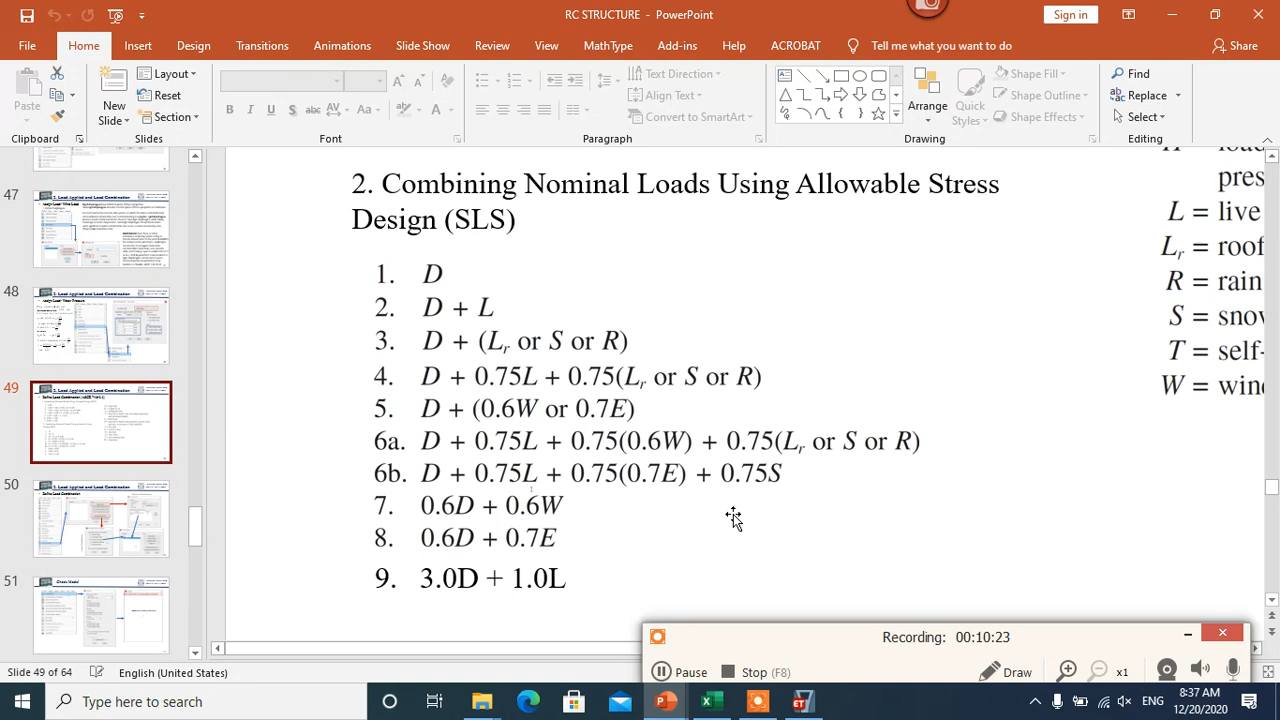 RC STRUCTURE - PowerPoint
Sign in
File Home Insert Design Transitions Animations Slide Show Review View MathType Add-ins Help ACROBAT Tell me what you want to do Share
Paste
New Slide
Layout
Reset
Section
B I U S abc AV Aa A
Text Direction
Align Text
Convert to SmartArt
Arrange
Quick Styles
Shape Fill
Shape Outline
Shape Effects
Find
Replace
Select
Clipboard Slides Font Paragraph Drawing Editing
47
48
49
50
51
2. Combining Nominal Loads Using Allowable Stress
Design (SLS)
1. D
2. D + L
3. D + (Lr or S or R)
4. D + 0.75L + 0.75(Lr or S or R)
5. D + (0.6W or 0.7E)
6a. D + 0.75L + 0.75(0.6W) + 0.75(Lr or S or R)
6b. D + 0.75L + 0.75(0.7E) + 0.75S
7. 0.6D + 0.6W
8. 0.6D + 0.7E
9. 3.0D + 1.0L
pres
L = live
Lr = roof
R = rain
S = snow
T = self-
W = wind
Recording: 00:10:23
Pause Stop (F8) Draw x1
Slide 49 of 64 English (United States)
Type here to search
ENG
8:37 AM
12/20/2020